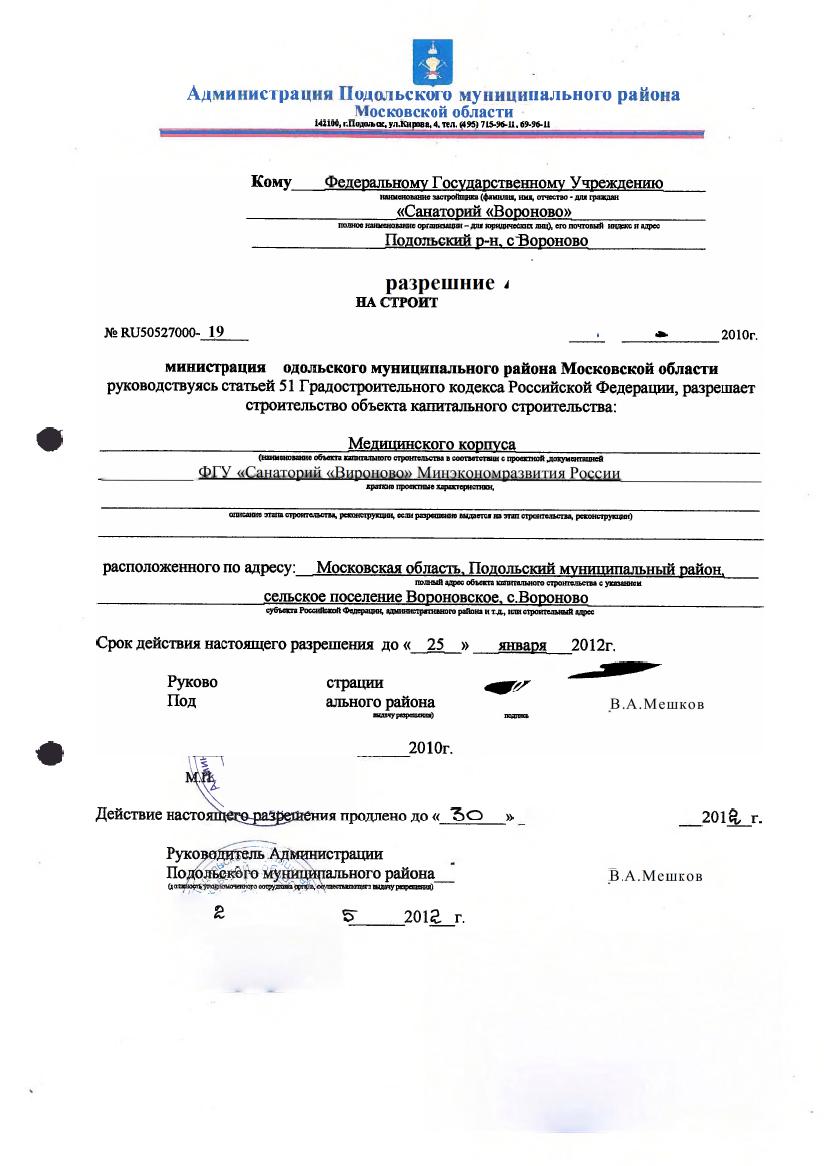 Администрация Подольского муниципального района
Московской области
142100, г.Подольск, ул.Кирова, 4, тел. (495) 715-96-11, 69-96-11
Кому Федеральному Государственному Учреждению
наименование застройщика (фамилия, имя, отчество - для граждан
«Санаторий «Вороново»
полное наименование организации – для юридических лиц), его почтовый индекс и адрес
Подольский р-н, с Вороново
разрешние
НА СТРОИТ
№ RU50527000- 19 2010г.
министрация одольского муниципального района Московской области
руководствуясь статьей 51 Градостроительного кодекса Российской Федерации, разрешает
строительство объекта капитального строительства:
Медицинского корпуса
(наименование объекта капитального строительства в соответствии с проектной документацией
ФГУ «Санаторий «Вироново» Минэкономразвития России
краткие проектные характеристики,
описание этапа строительства, реконструкции, если разрешение выдается на этап строительства, реконструкции)
расположенного по адресу: Московская область, Подольский муниципальный район,
полный адрес объекта капитального строительства с указанием
сельское поселение Вороновское, с.Вороново
субъекта Российской Федерации, административного района и т.д., или строительный адрес
Срок действия настоящего разрешения до « 25 » января 2012г.
Руково страции
Под ального района В.А.Мешков
выдачу разрешения) подпись
2010г.
М.П.
Действие настоящего разрешения продлено до « 30 » 2012 г.
Руководитель Администрации
Подольского муниципального района В.А.Мешков
(должность уполномоченного сотрудника органа, осуществляющего выдачу разрешения)
2 5 2012 г.